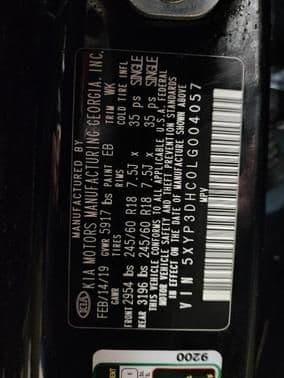 MANUFACTURED BY
KIA KIA MOTORS MANUFACTURING GEORGIA, INC.
FEB/14/19 GVWR 5917 lbs PAINT EB TRIM WK
GAWR TIRES RIMS COLD TIRE INFL
FRONT 2954 lbs 245/60 R18 7.5J X 35 psi SINGLE
REAR 3196 lbs 245/60 R18 7.5J X 35 psi SINGLE
THIS VEHICLE CONFORMS TO ALL APPLICABLE U.S.A. FEDERAL
MOTOR VEHICLE SAFETY AND THEFT PREVENTION STANDARDS
IN EFFECT ON THE DATE OF MANUFACTURE SHOWN ABOVE
VIN 5XYP3DHC0LG004057
MPV
9200